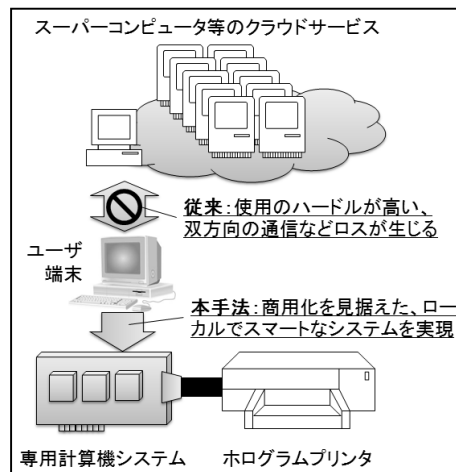 スーパーコンピュータ等のクラウドサービス
従来：使用のハードルが高い、
双方向の通信などロスが生じる
ユーザ
端末
本手法：商用化を見据えた、ロー
カルでスマートなシステムを実現
専用計算機システム
ホログラムプリンタ